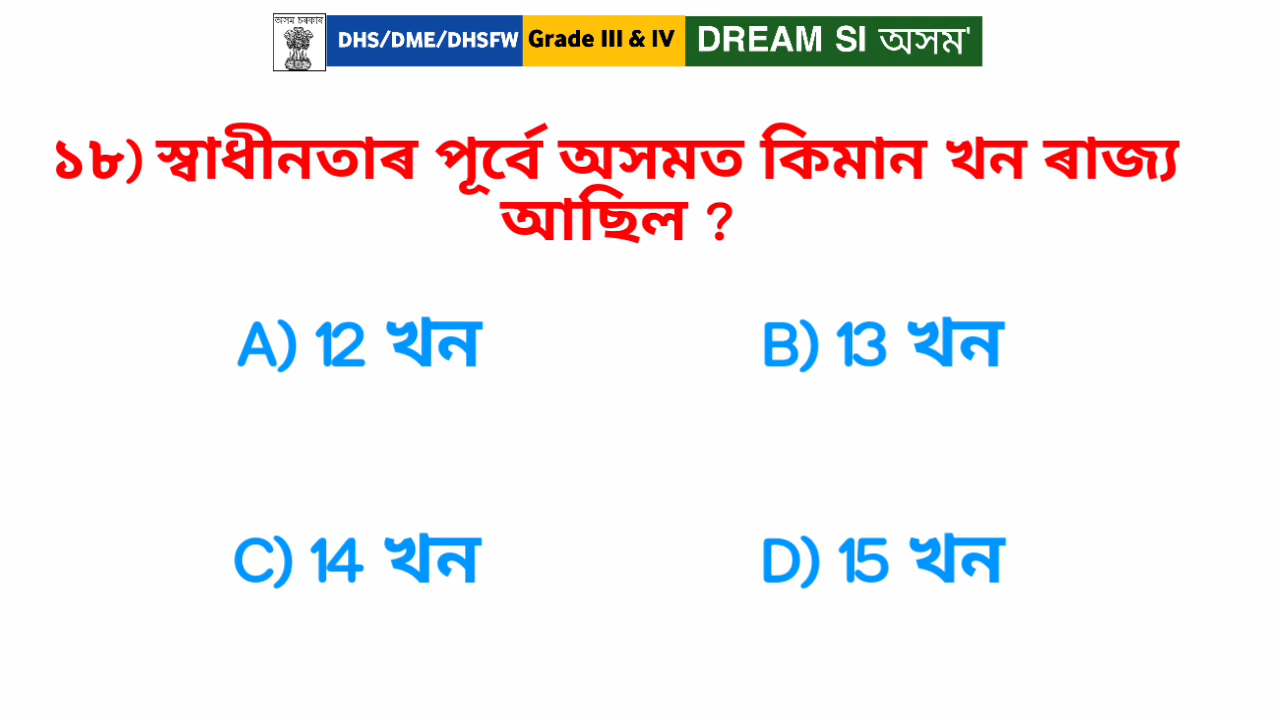 অসম চৰকাৰ
DHS/DME/DHSFW Grade III & IV DREAM SI অসম'
১৮) স্বাধীনতাৰ পূৰ্বে অসমত কিমান খন ৰাজ্য
আছিল ?
A) 12 খন B) 13 খন
C) 14 খন D) 15 খন